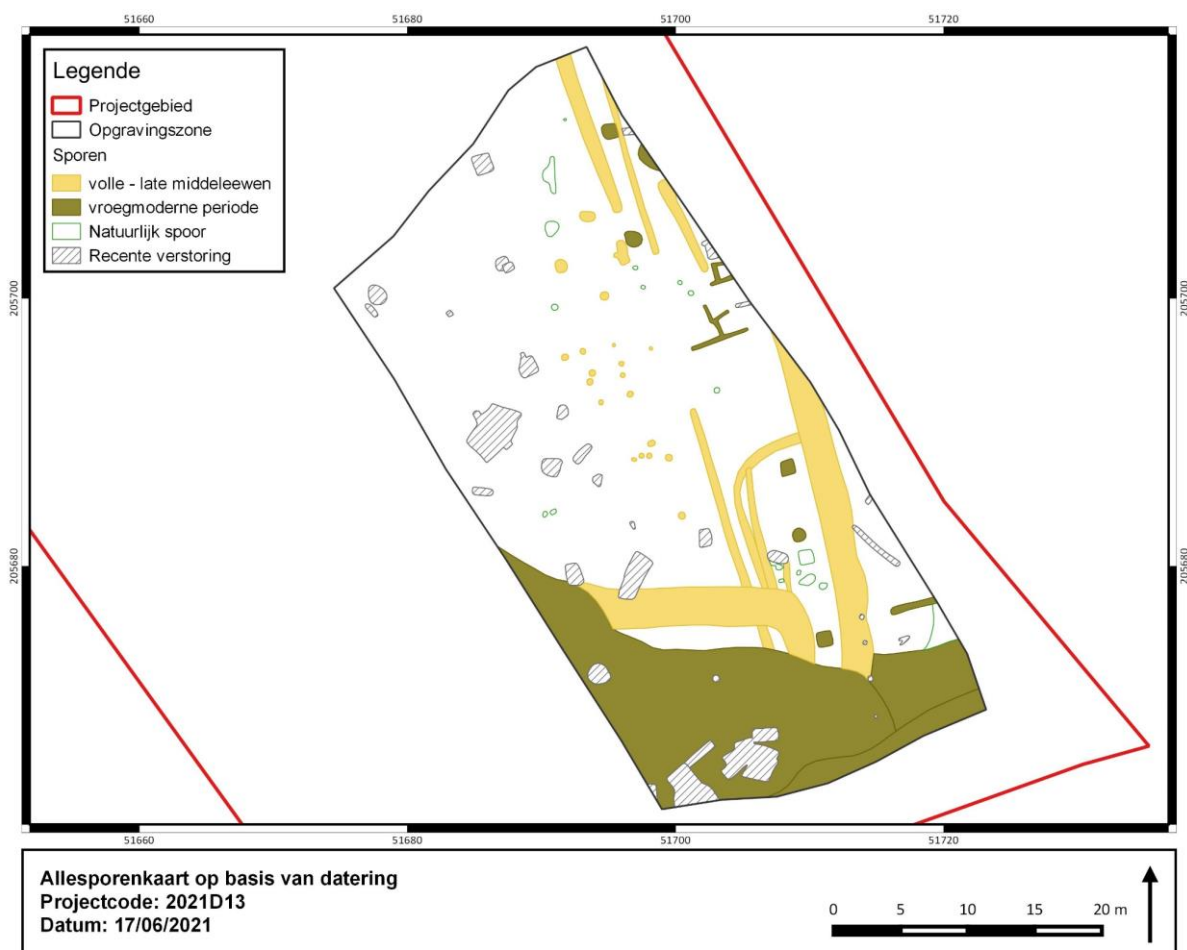 51660 51680 51700 51720
Legende
Projectgebied
Opgravingszone
Sporen
volle - late middeleewen
vroegmoderne periode
Natuurlijk spoor
Recente verstoring
205700 205700
205680 205680
51660 51680 51700 51720
Allesporenkaart op basis van datering
Projectcode: 2021D13
Datum: 17/06/2021
0 5 10 15 20 m